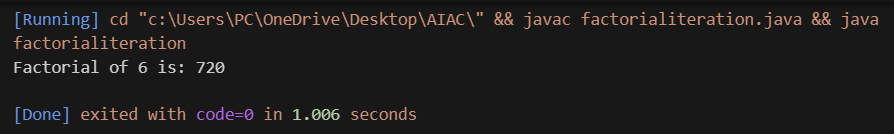 [Running] cd "c:\Users\PC\OneDrive\Desktop\AIAC\" && javac factorialiteration.java && java
factorialiteration
Factorial of 6 is: 720
[Done] exited with code=0 in 1.006 seconds